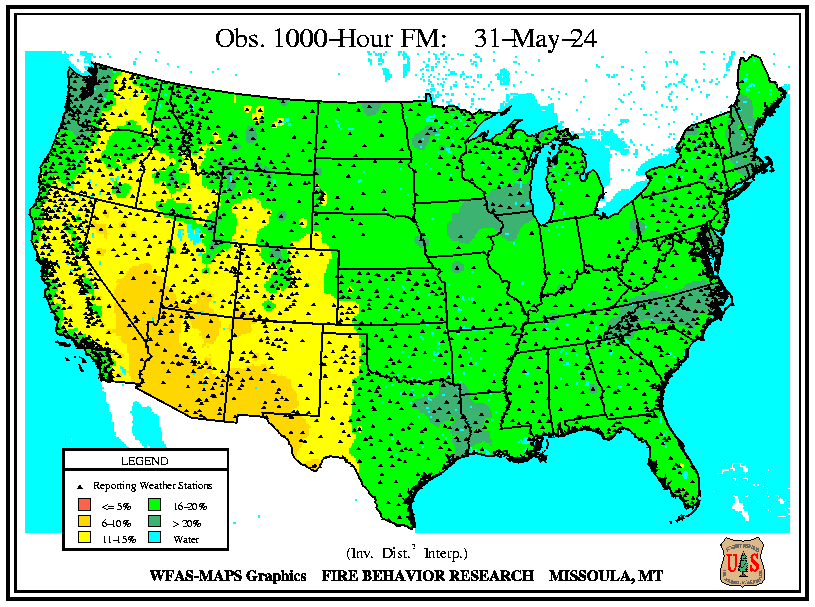 Obs. 1000-Hour FM: 31-May-24
LEGEND
Reporting Weather Stations
<= 5%
16-20%
6-10%
> 20%
11-15%
Water
(Inv. Dist.² Interp.)
WFAS-MAPS Graphics FIRE BEHAVIOR RESEARCH MISSOULA, MT
U S